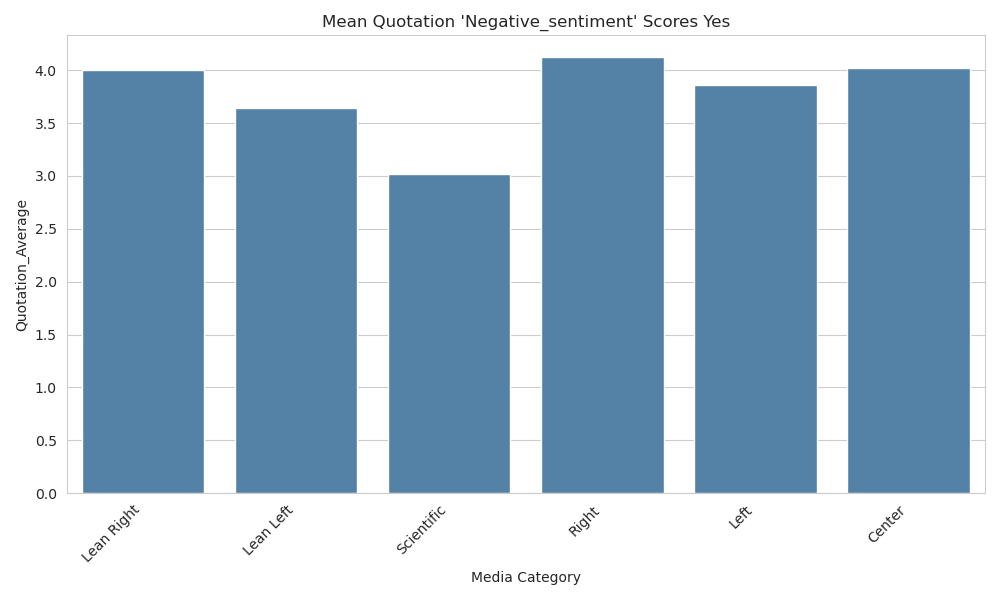 Mean Quotation 'Negative_sentiment' Scores Yes
Quotation_Average
4.0
3.5
3.0
2.5
2.0
1.5
1.0
0.5
0.0
Lean Right
Lean Left
Scientific
Right
Left
Center
Media Category